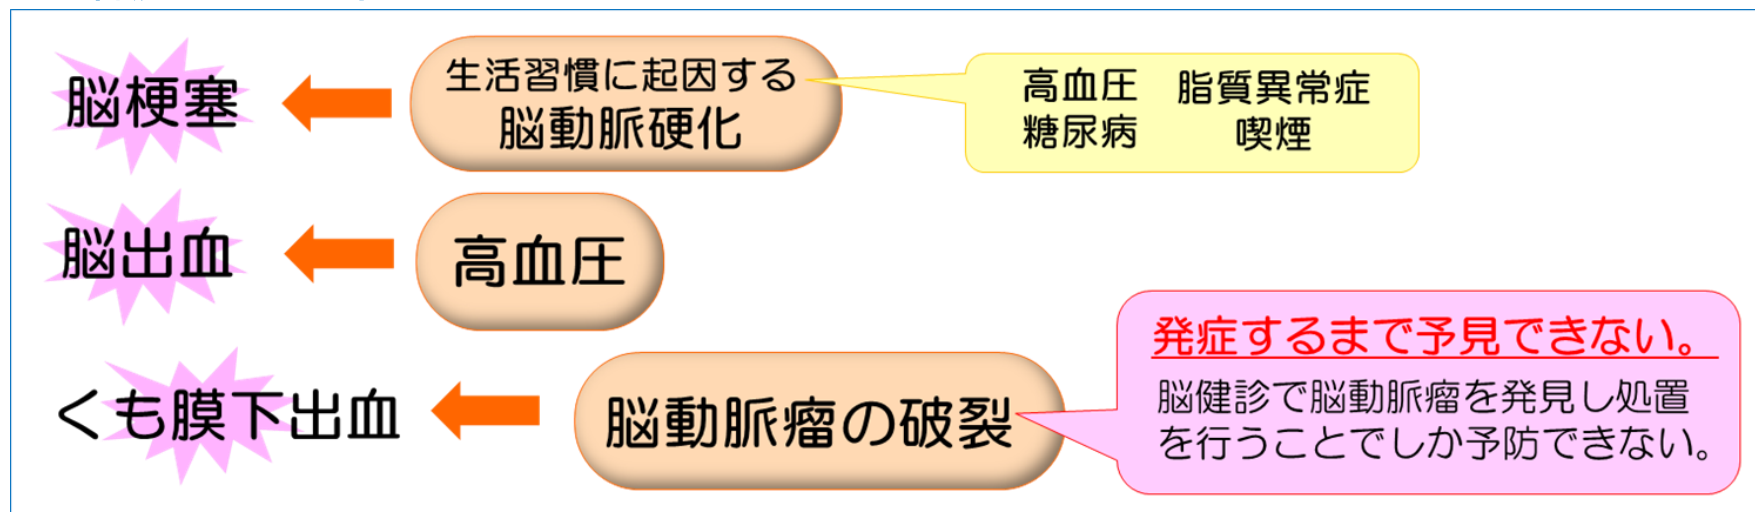 脳梗塞
生活習慣に起因する
脳動脈硬化
高血圧 脂質異常症
糖尿病 喫煙
脳出血
高血圧
くも膜下出血
脳動脈瘤の破裂
発症するまで予見できない。
脳健診で脳動脈瘤を発見し処置
を行うことでしか予防できない。